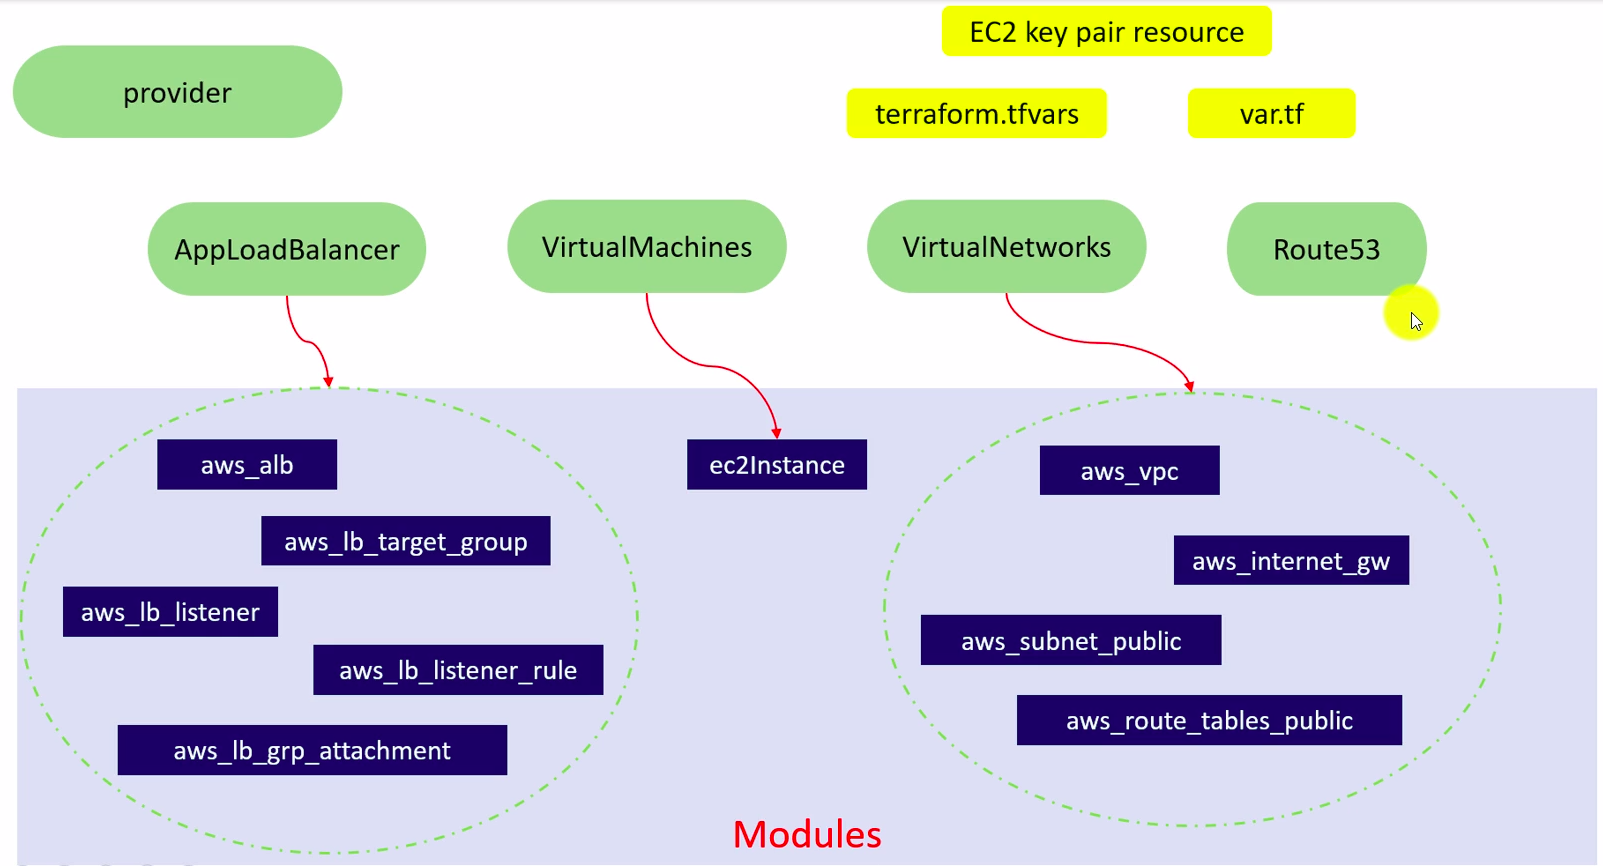 EC2 key pair resource
provider
terraform.tfvars
var.tf
AppLoadBalancer
VirtualMachines
VirtualNetworks
Route53
aws_alb
aws_lb_target_group
aws_lb_listener
aws_lb_listener_rule
aws_lb_grp_attachment
ec2Instance
aws_vpc
aws_internet_gw
aws_subnet_public
aws_route_tables_public
Modules